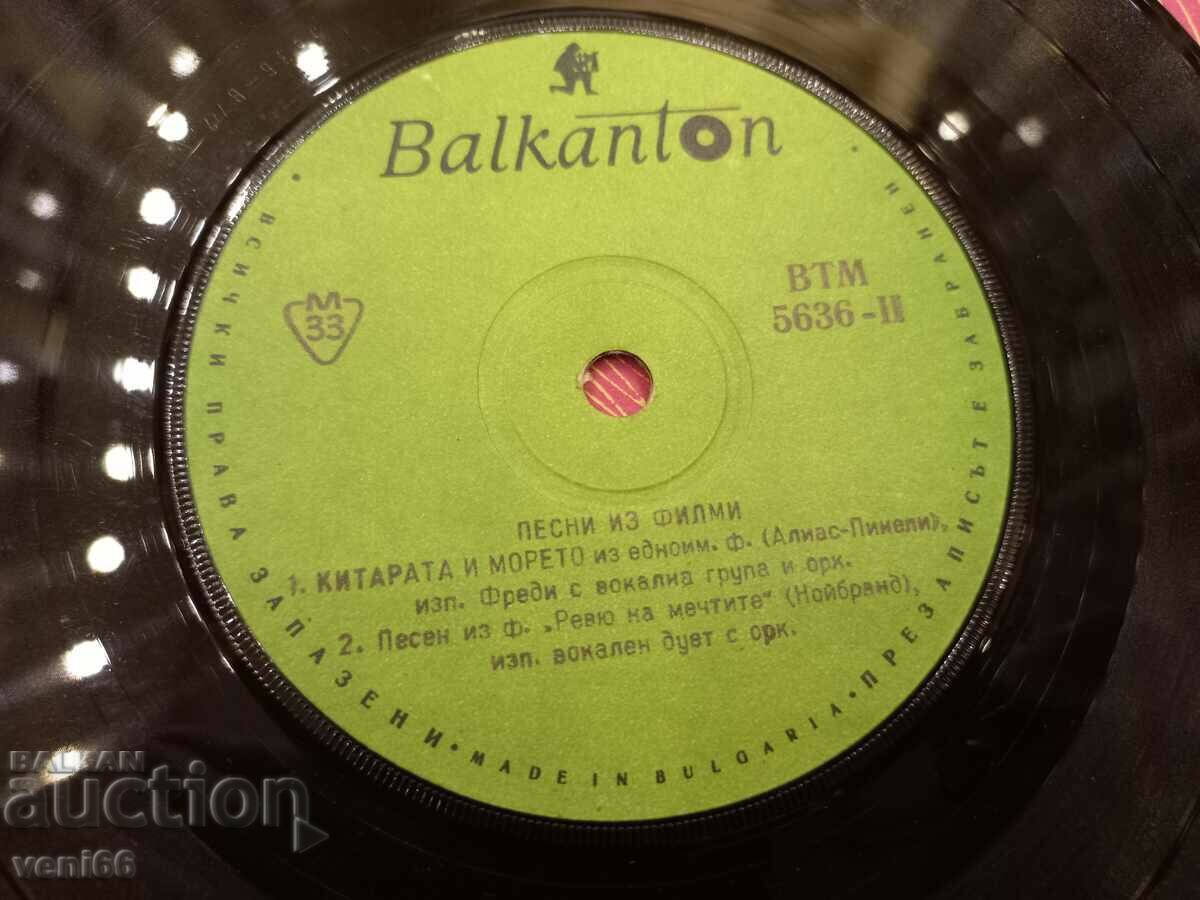 Balkanton
М
33
ВТМ
5636-II
ПЕСНИ ИЗ ФИЛМИ
1. КИТАРАТА И МОРЕТО из едноим. ф. (Алиас-Пинели),
изп. Фреди с вокална група и орк.
2. Песен из ф. „Ревю на мечтите" (Нойбранд),
изп. вокален дует с орк.
• ВСИЧКИ ПРАВА ЗАПАЗЕНИ • MADE IN BULGARIA • ПРЕЗАПИСЪТ Е ЗАБРАНЕН •
BALKAN
auction
veni66